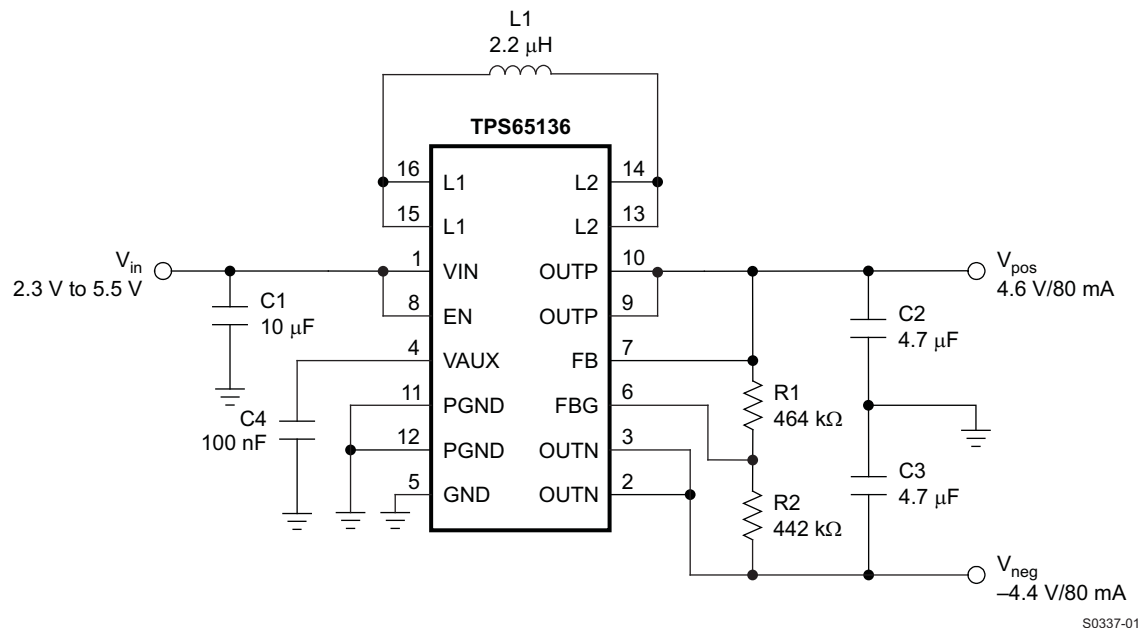 L1
2.2 μH
TPS65136
16
L1
L2
14
15
L1
L2
13
Vin
2.3 V to 5.5 V
1
VIN
OUTP
10
Vpos
4.6 V/80 mA
C1
10 μF
8
EN
OUTP
9
C2
4.7 μF
4
VAUX
FB
7
11
PGND
FBG
6
R1
464 kΩ
C4
100 nF
12
PGND
OUTN
3
5
GND
OUTN
2
R2
442 kΩ
C3
4.7 μF
Vneg
–4.4 V/80 mA
S0337-01